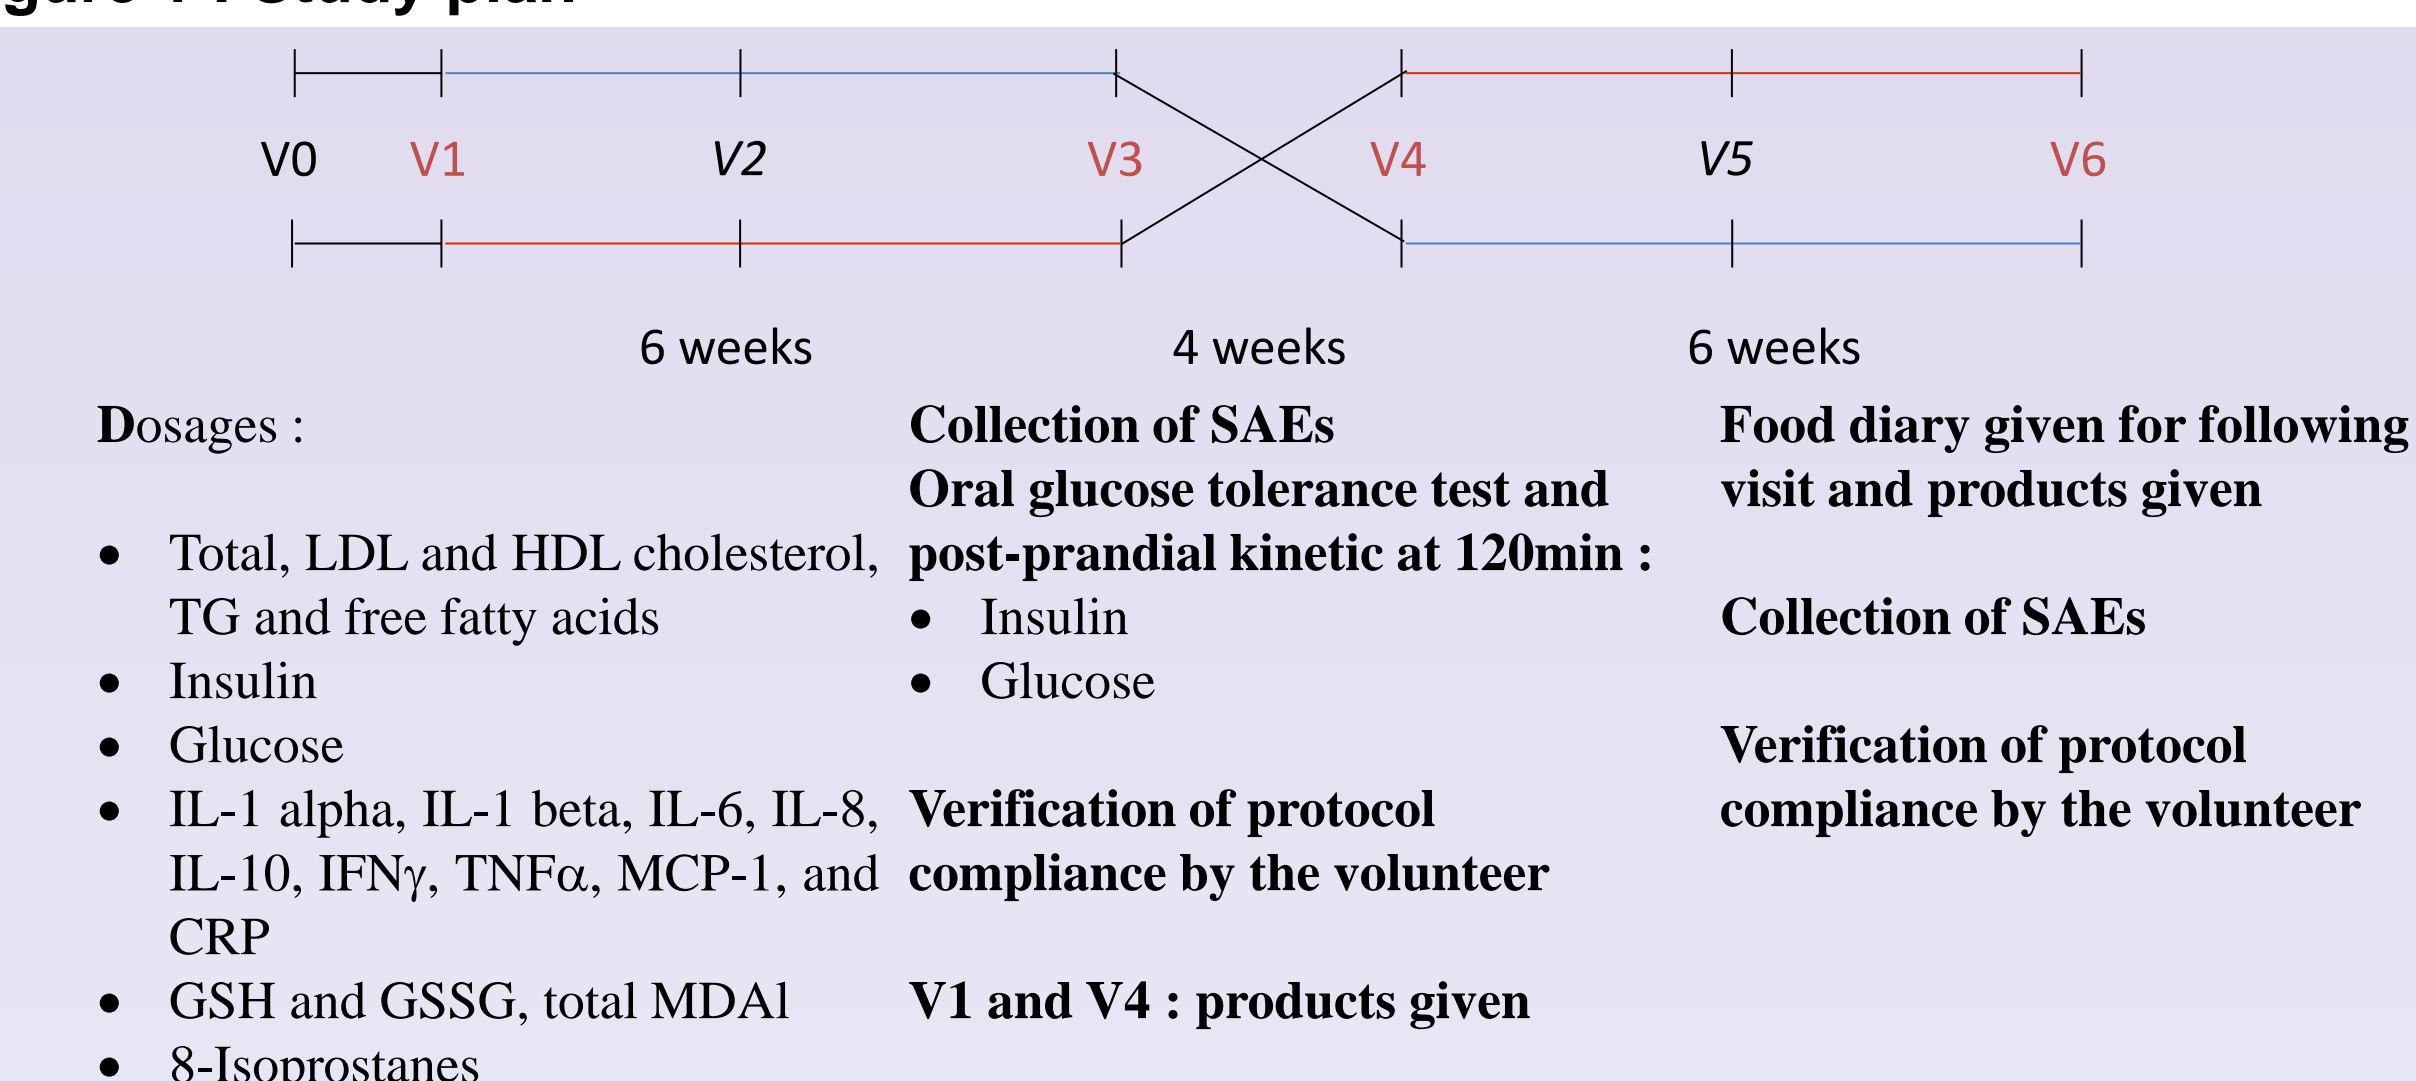 gure 1 : Study plan
V0 V1 V2 V3 V4 V5 V6
6 weeks 4 weeks 6 weeks
Dosages :
• Total, LDL and HDL cholesterol,
TG and free fatty acids
• Insulin
• Glucose
• IL-1 alpha, IL-1 beta, IL-6, IL-8,
IL-10, IFNγ, TNFα, MCP-1, and
CRP
• GSH and GSSG, total MDAl
• 8-Isoprostanes
Collection of SAEs
Oral glucose tolerance test and
post-prandial kinetic at 120min :
• Insulin
• Glucose
Verification of protocol
compliance by the volunteer
V1 and V4 : products given
Food diary given for following
visit and products given
Collection of SAEs
Verification of protocol
compliance by the volunteer